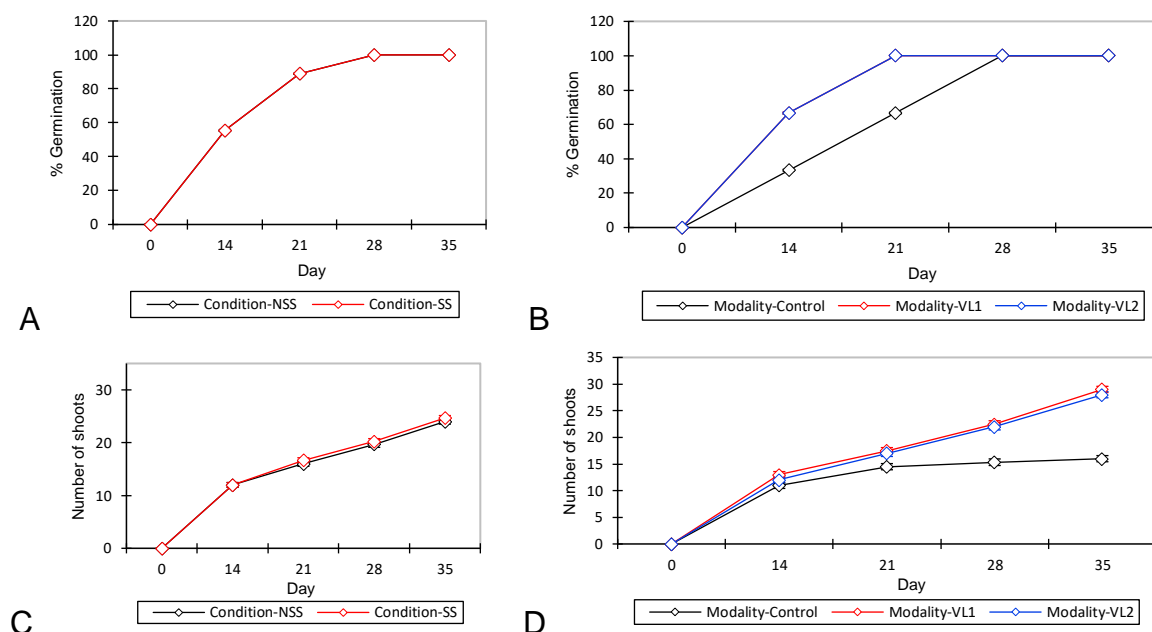 120
100
80
60
40
20
0
% Germination
0 14 21 28 35
Day
Condition-NSS Condition-SS
A
120
100
80
60
40
20
0
% Germination
0 14 21 28 35
Day
Modality-Control Modality-VL1 Modality-VL2
B
30
20
10
0
Number of shoots
0 14 21 28 35
Day
Condition-NSS Condition-SS
C
35
30
25
20
15
10
5
0
Number of shoots
0 14 21 28 35
Day
Modality-Control Modality-VL1 Modality-VL2
D